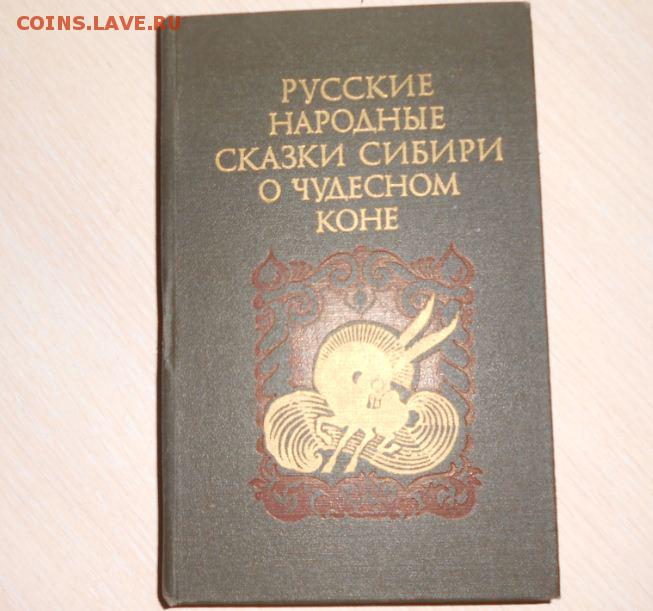 COINS.LAVE.RU
РУССКИЕ
НАРОДНЫЕ
СКАЗКИ СИБИРИ
О ЧУДЕСНОМ
КОНЕ